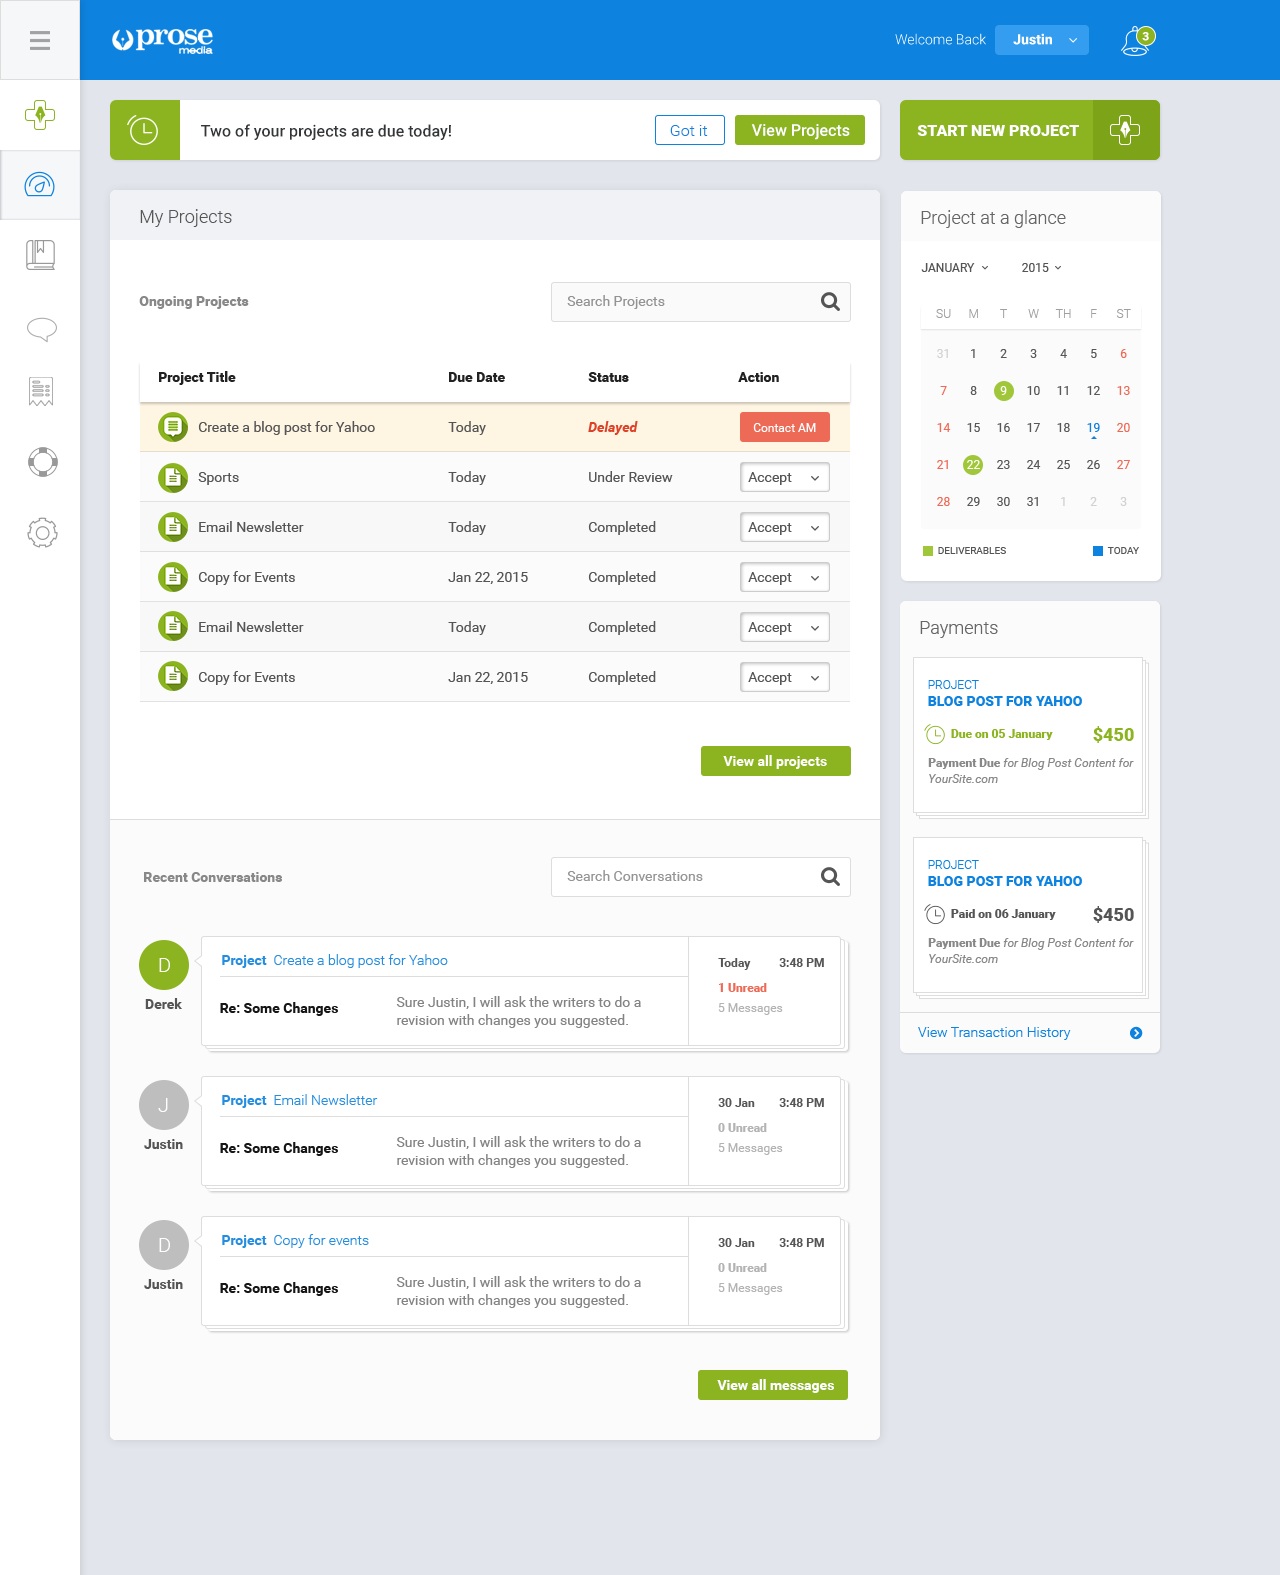 prose
media
Welcome Back
Justin
3
Two of your projects are due today!
Got it
View Projects
START NEW PROJECT
My Projects
Ongoing Projects
Search Projects
Project Title Due Date Status Action
Create a blog post for Yahoo Today Delayed Contact AM
Sports Today Under Review Accept
Email Newsletter Today Completed Accept
Copy for Events Jan 22, 2015 Completed Accept
Email Newsletter Today Completed Accept
Copy for Events Jan 22, 2015 Completed Accept
View all projects
Recent Conversations
Search Conversations
D
Derek
Project Create a blog post for Yahoo
Re: Some Changes
Sure Justin, I will ask the writers to do a
revision with changes you suggested.
Today 3:48 PM
1 Unread
5 Messages
J
Justin
Project Email Newsletter
Re: Some Changes
Sure Justin, I will ask the writers to do a
revision with changes you suggested.
30 Jan 3:48 PM
0 Unread
5 Messages
D
Justin
Project Copy for events
Re: Some Changes
Sure Justin, I will ask the writers to do a
revision with changes you suggested.
30 Jan 3:48 PM
0 Unread
5 Messages
View all messages
Project at a glance
JANUARY 2015
SU M T W TH F ST
31 1 2 3 4 5 6
7 8 9 10 11 12 13
14 15 16 17 18 19 20
21 22 23 24 25 26 27
28 29 30 31 1 2 3
DELIVERABLES TODAY
Payments
PROJECT
BLOG POST FOR YAHOO
Due on 05 January $450
Payment Due for Blog Post Content for
YourSite.com
PROJECT
BLOG POST FOR YAHOO
Paid on 06 January $450
Payment Due for Blog Post Content for
YourSite.com
View Transaction History